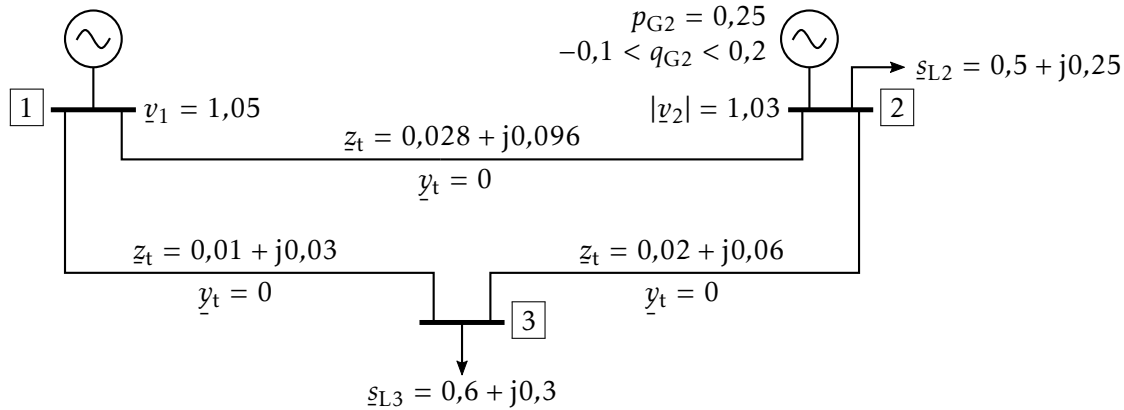 p_G2 = 0,25
−0,1 < q_G2 < 0,2
s_L2 = 0,5 + j0,25
1
v_1 = 1,05
|v_2| = 1,03
2
z_t = 0,028 + j0,096
y_t = 0
z_t = 0,01 + j0,03
y_t = 0
z_t = 0,02 + j0,06
y_t = 0
3
s_L3 = 0,6 + j0,3